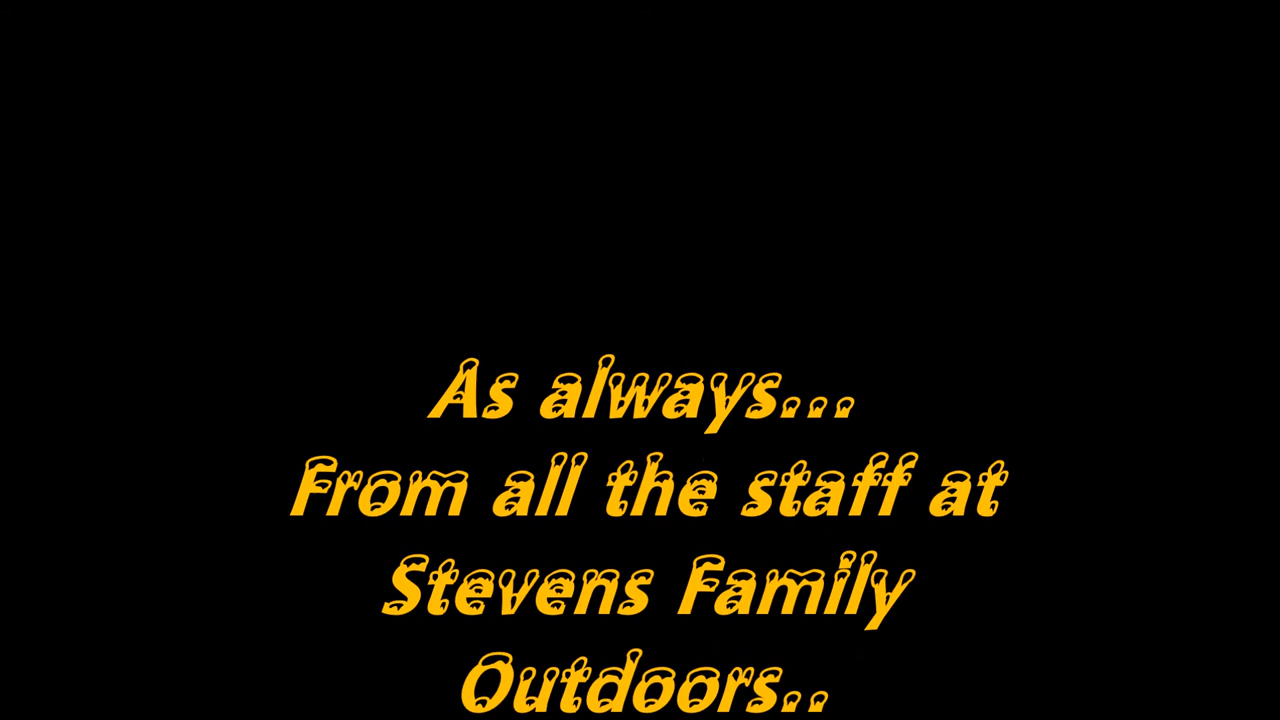 As always...
From all the staff at
Stevens Family
Outdoors..